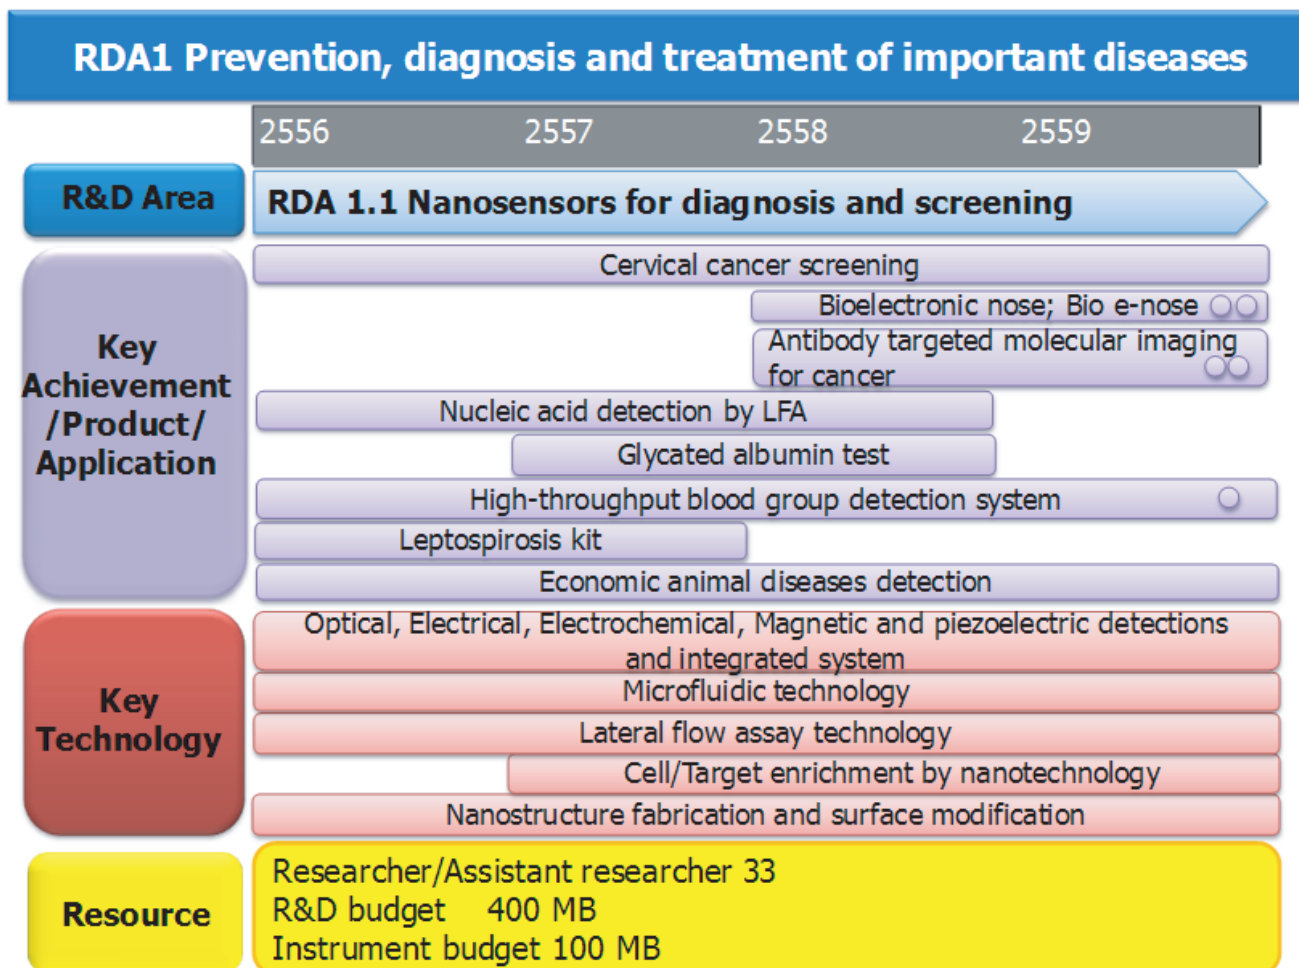 RDA1 Prevention, diagnosis and treatment of important diseases
2556 2557 2558 2559
R&D Area
RDA 1.1 Nanosensors for diagnosis and screening
Key
Achievement
/Product/
Application
Cervical cancer screening
Bioelectronic nose; Bio e-nose
Antibody targeted molecular imaging
for cancer
Nucleic acid detection by LFA
Glycated albumin test
High-throughput blood group detection system
Leptospirosis kit
Economic animal diseases detection
Key
Technology
Optical, Electrical, Electrochemical, Magnetic and piezoelectric detections
and integrated system
Microfluidic technology
Lateral flow assay technology
Cell/Target enrichment by nanotechnology
Nanostructure fabrication and surface modification
Resource
Researcher/Assistant researcher 33
R&D budget 400 MB
Instrument budget 100 MB